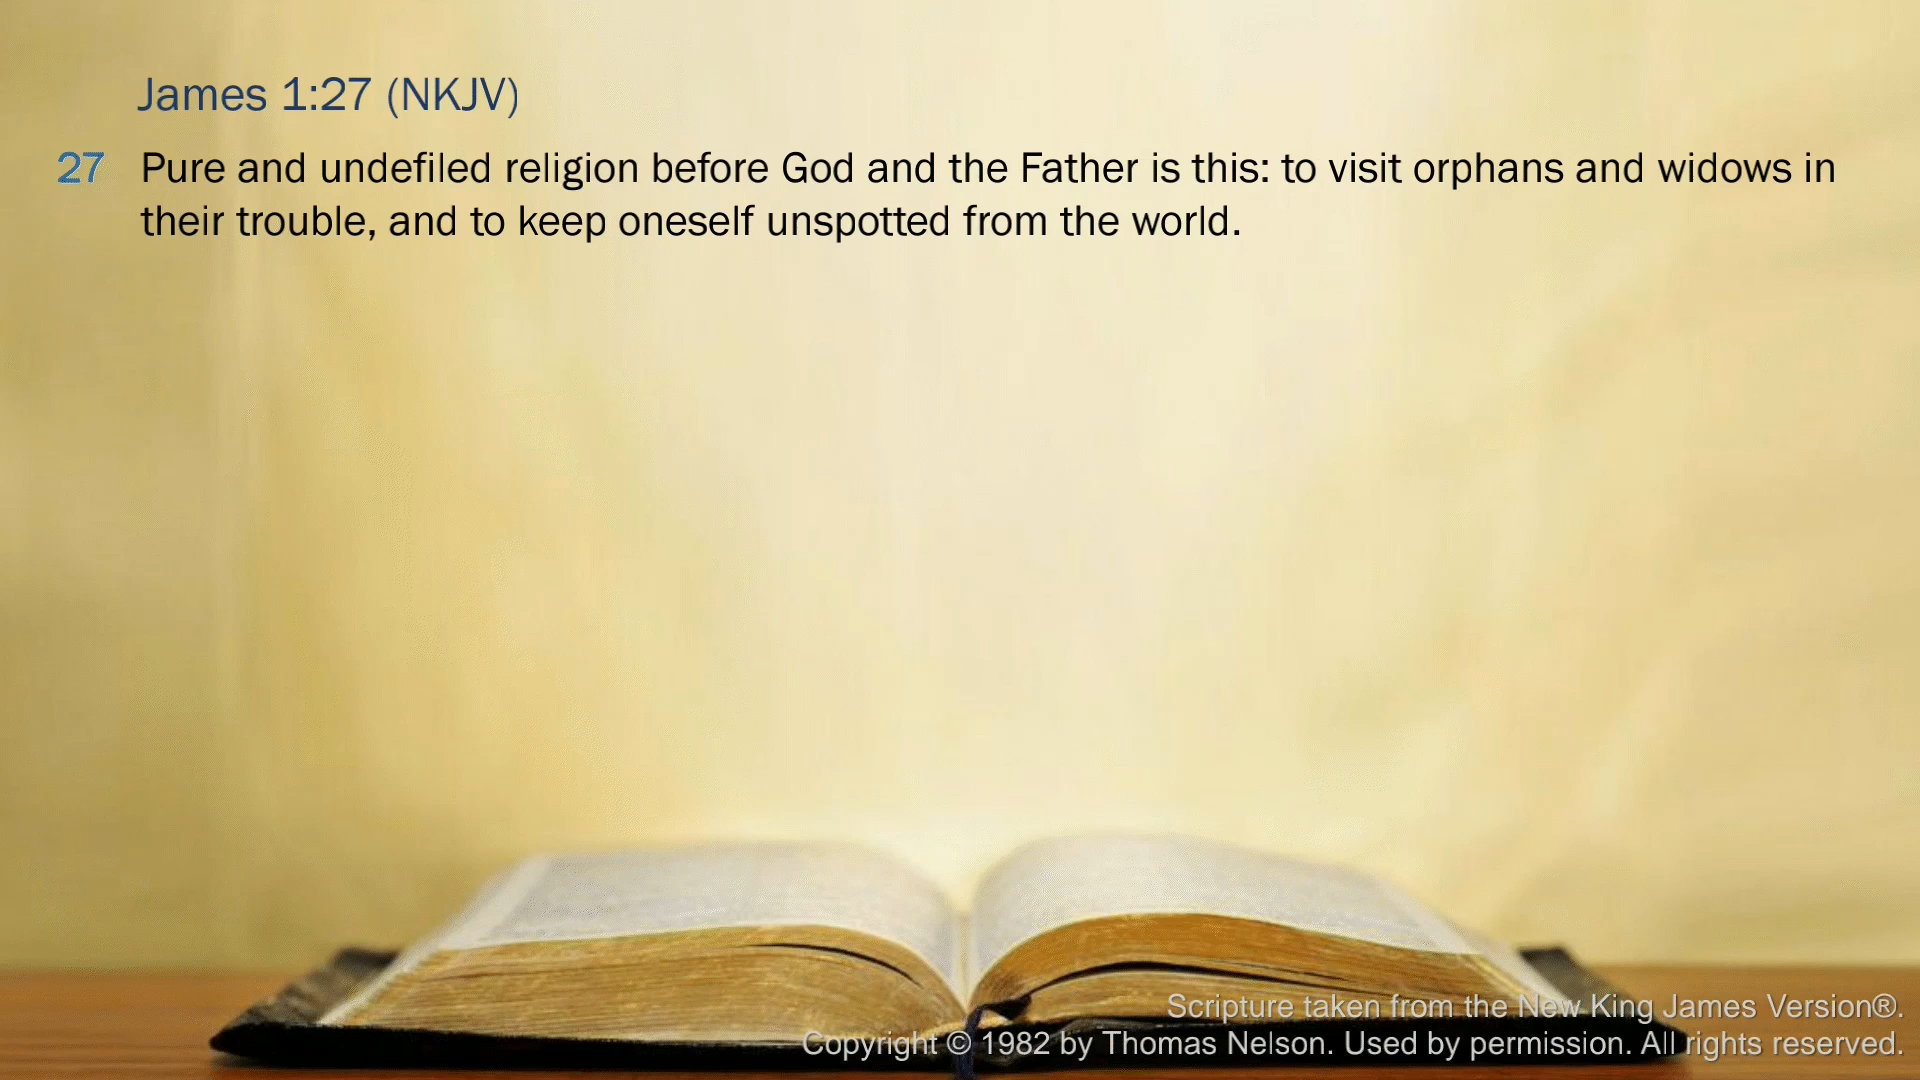 James 1:27 (NKJV)
27 Pure and undefiled religion before God and the Father is this: to visit orphans and widows in
their trouble, and to keep oneself unspotted from the world.
Scripture taken from the New King James Version®.
Copyright © 1982 by Thomas Nelson. Used by permission. All rights reserved.